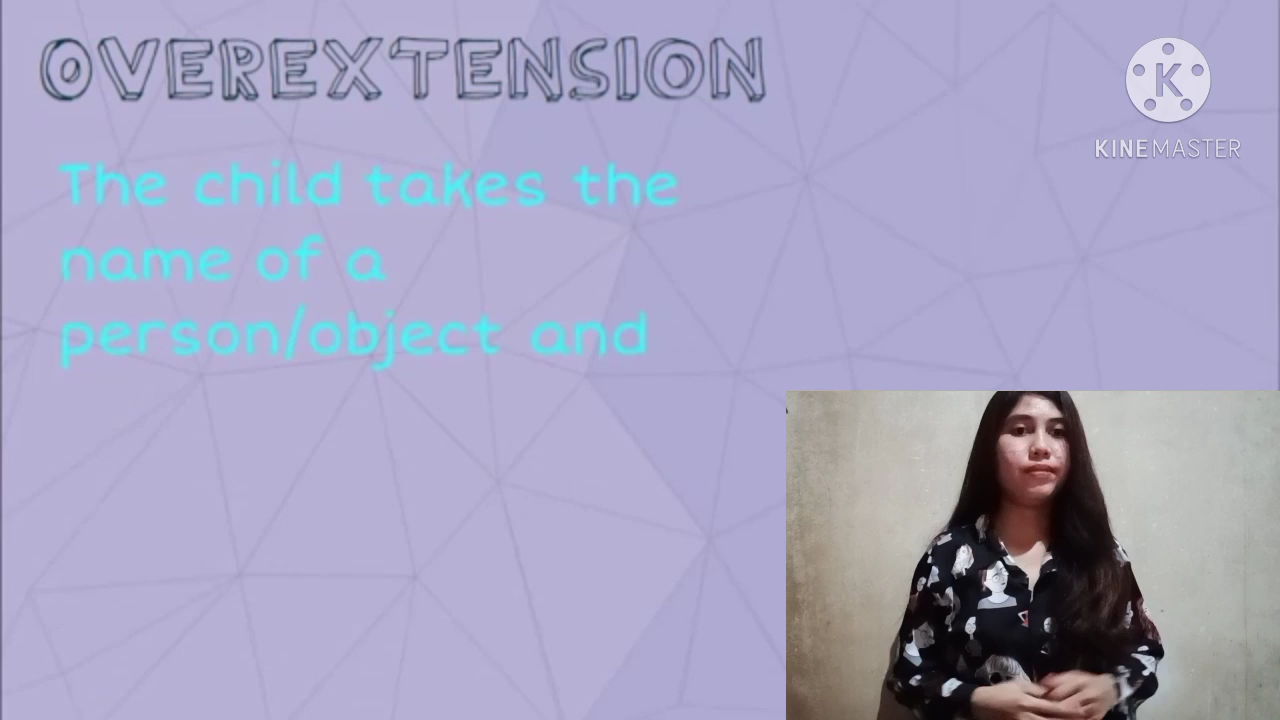 OVEREXTENSION
K
KINEMASTER
The child takes the
name of a
person/object and